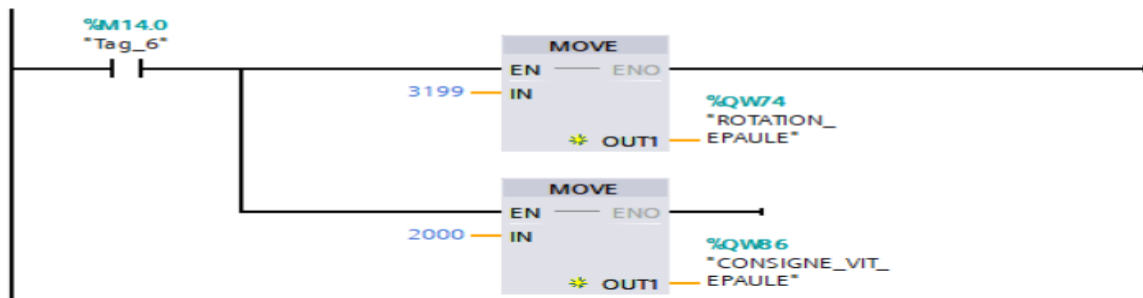 %M14.0
"Tag_6"
MOVE
EN ENO
3199 IN
%QW74
"ROTATION_
EPAULE"
OUT1
MOVE
EN ENO
2000 IN
%QW86
"CONSIGNE_VIT_
EPAULE"
OUT1